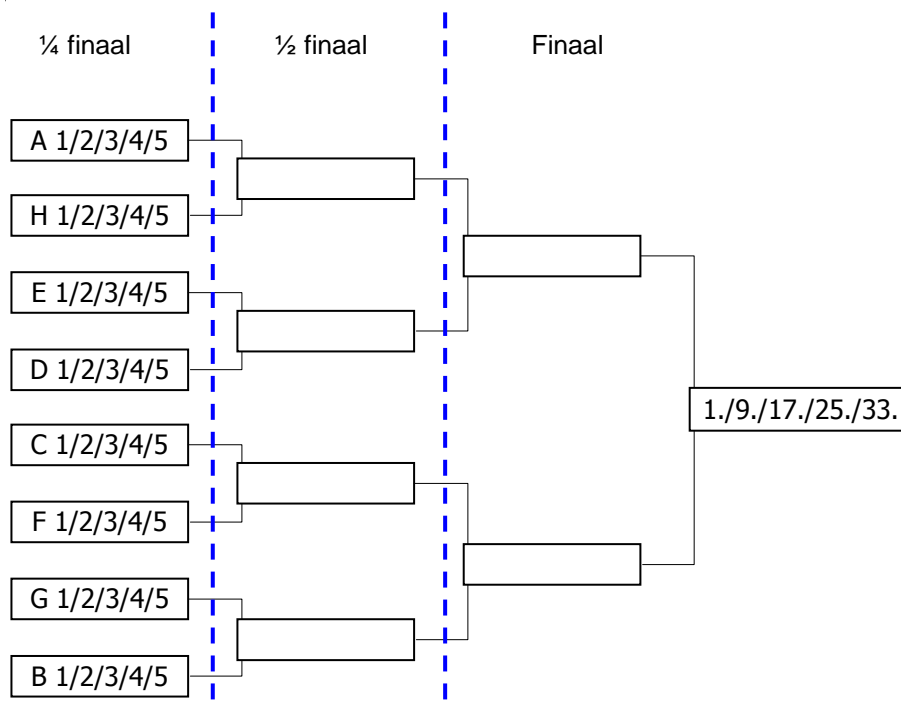 ¼ finaal
½ finaal
Finaal
A 1/2/3/4/5
H 1/2/3/4/5
E 1/2/3/4/5
D 1/2/3/4/5
C 1/2/3/4/5
F 1/2/3/4/5
G 1/2/3/4/5
B 1/2/3/4/5
1./9./17./25./33.